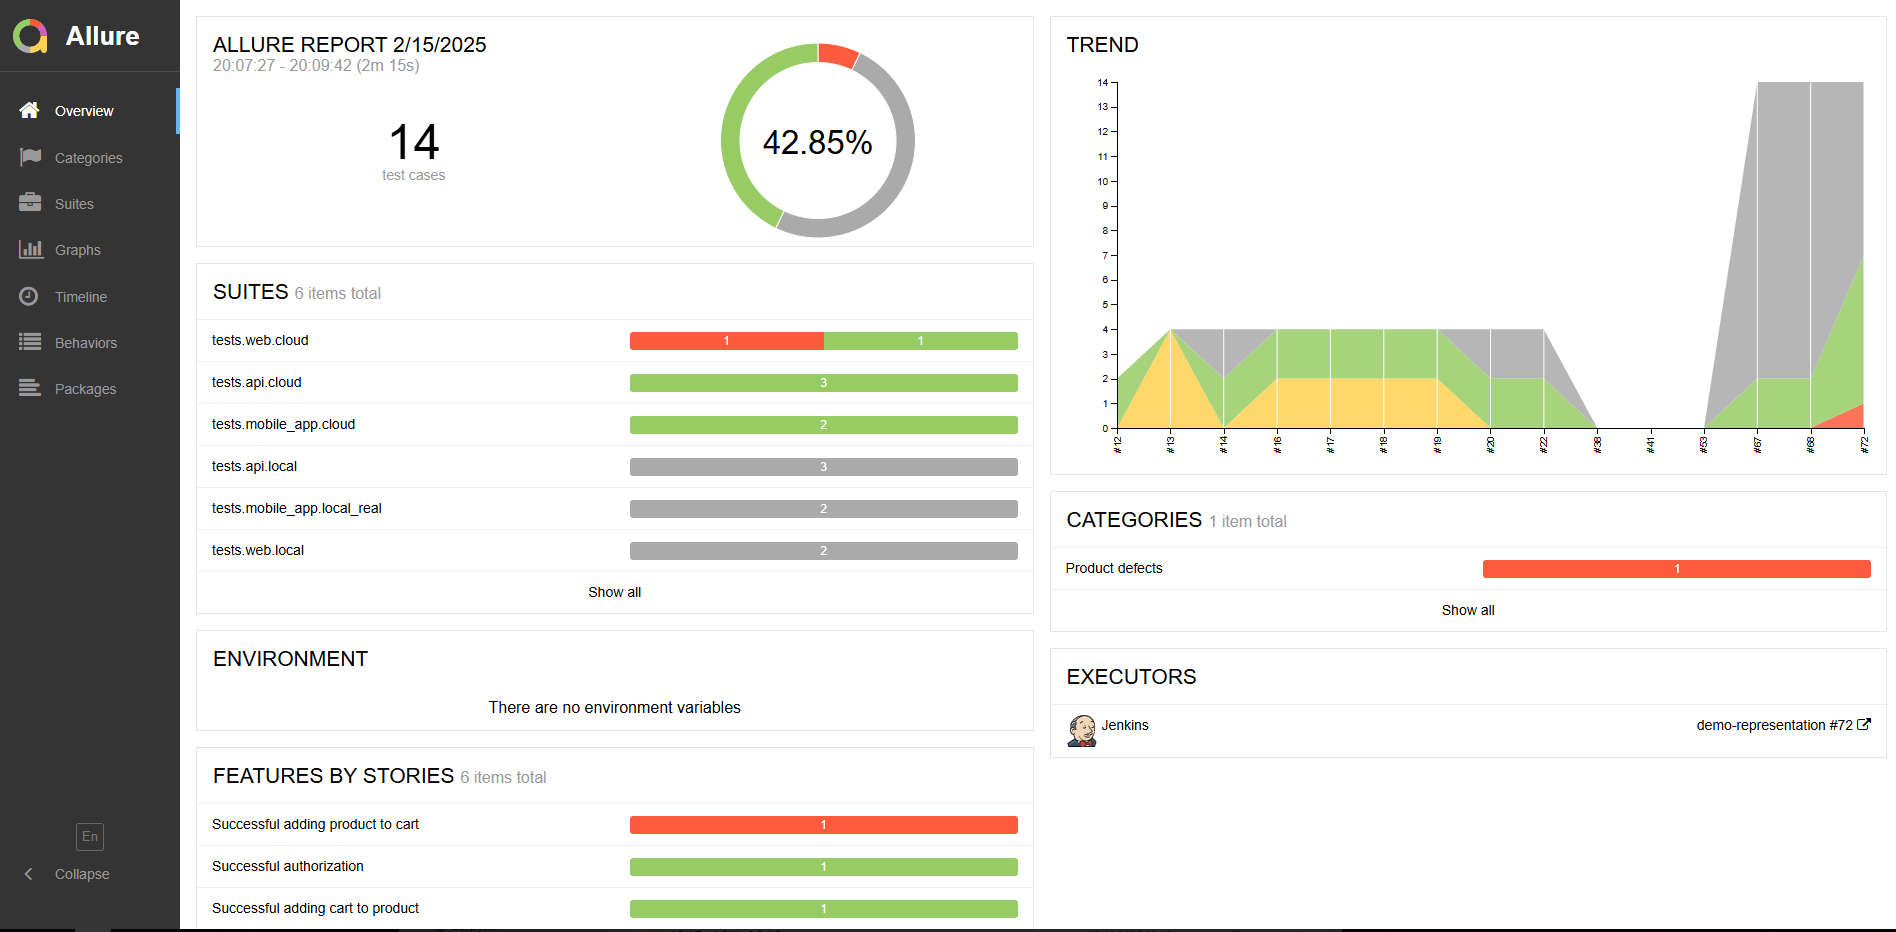 Allure
Overview
Categories
Suites
Graphs
Timeline
Behaviors
Packages
En
Collapse
ALLURE REPORT 2/15/2025
20:07:27 - 20:09:42 (2m 15s)
14
test cases
42.85%
SUITES 6 items total
tests.web.cloud 1 1
tests.api.cloud 3
tests.mobile_app.cloud 2
tests.api.local 3
tests.mobile_app.local_real 2
tests.web.local 2
Show all
ENVIRONMENT
There are no environment variables
FEATURES BY STORIES 6 items total
Successful adding product to cart 1
Successful authorization 1
Successful adding cart to product 1
TREND
14
13
12
11
10
9
8
7
6
5
4
3
2
1
0
#12 #13 #14 #16 #17 #18 #19 #20 #22 #38 #41 #53 #67 #68 #72
CATEGORIES 1 item total
Product defects 1
Show all
EXECUTORS
Jenkins demo-representation #72